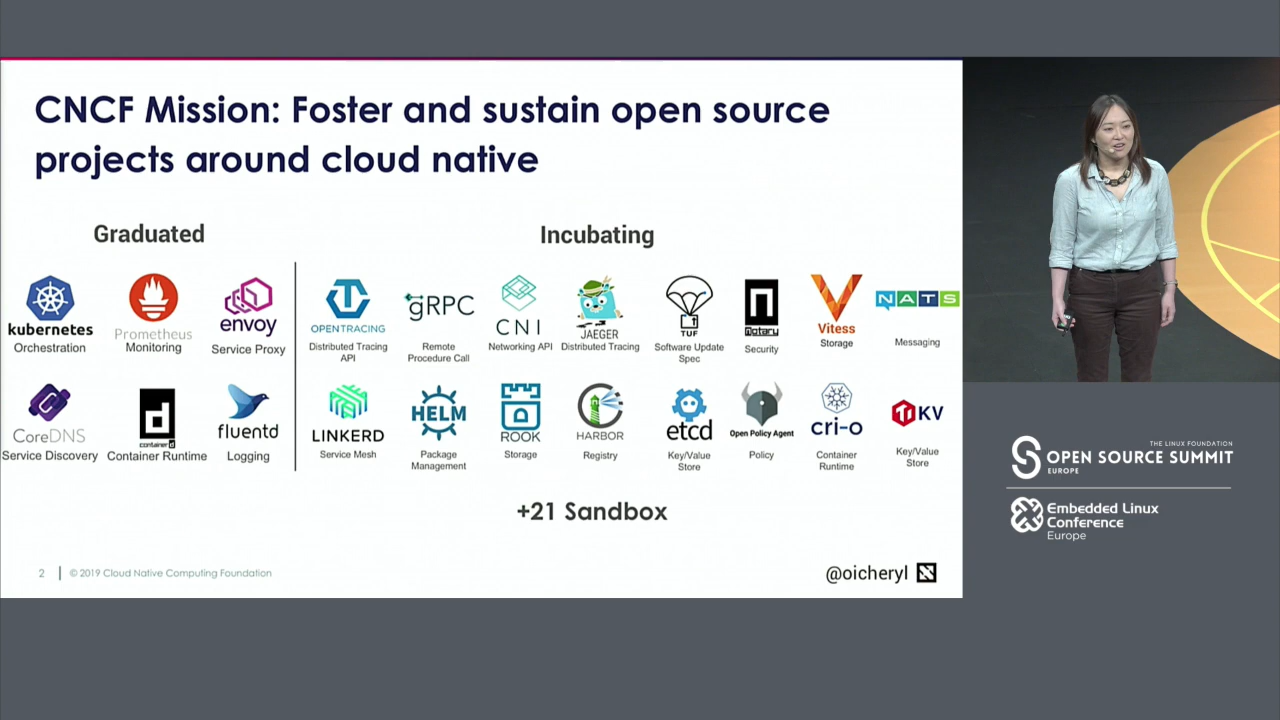 CNCF Mission: Foster and sustain open source
projects around cloud native
Graduated
Incubating
kubernetes
Orchestration
Prometheus
Monitoring
envoy
Service Proxy
OPENTRACING
Distributed Tracing
API
gRPC
Remote
Procedure Call
CNI
Networking API
JAEGER
Distributed Tracing
TUF
Software Update
Spec
n
Notary
Security
Vitess
Storage
NATS
Messaging
CoreDNS
Service Discovery
d
containerd
Container Runtime
fluentd
Logging
LINKERD
Service Mesh
HELM
Package
Management
ROOK
Storage
HARBOR
Registry
etcd
Key/Value
Store
Open Policy Agent
Policy
cri-o
Container
Runtime
TiKV
Key/Value
Store
+21 Sandbox
2 | © 2019 Cloud Native Computing Foundation
@oicheryl
THE LINUX FOUNDATION
OPEN SOURCE SUMMIT
EUROPE
Embedded Linux
Conference
Europe